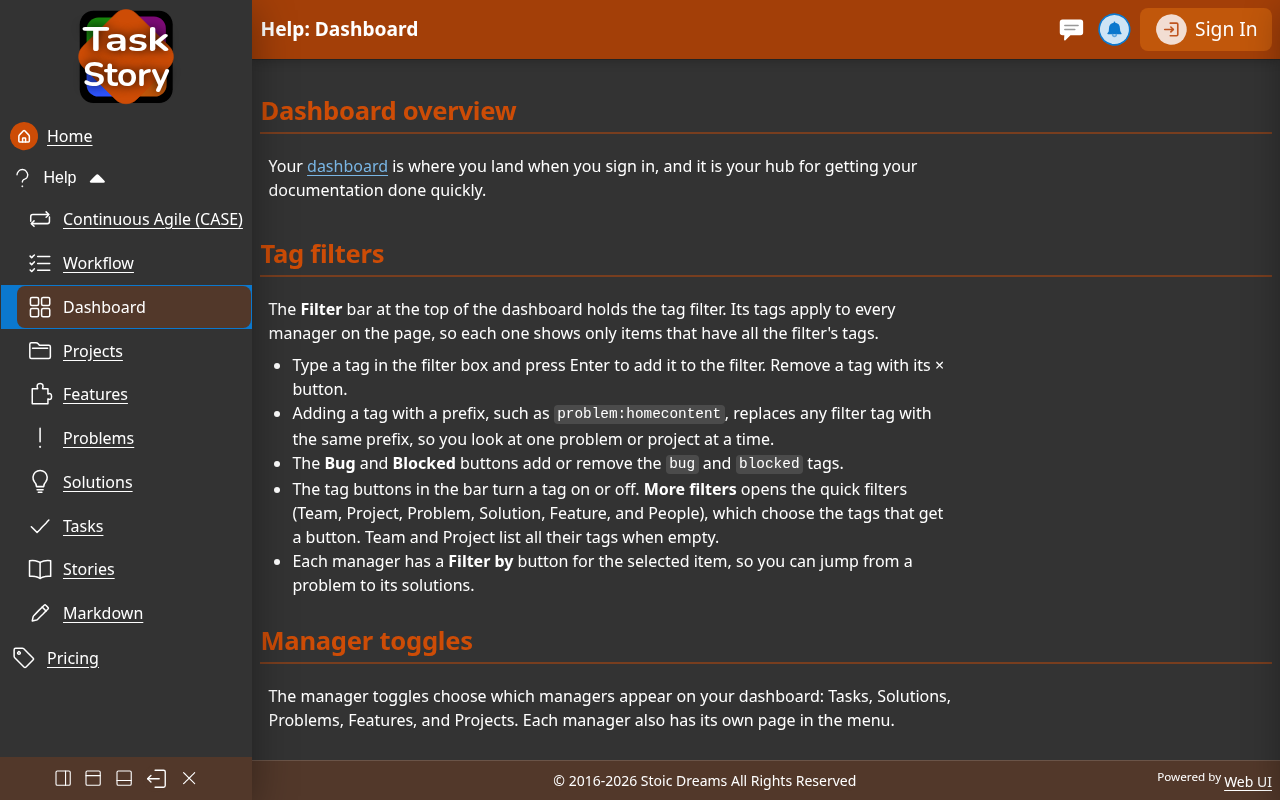 Task
Story
Home
Help
Continuous Agile (CASE)
Workflow
Dashboard
Projects
Features
Problems
Solutions
Tasks
Stories
Markdown
Pricing
Help: Dashboard
Sign In
Dashboard overview
Your dashboard is where you land when you sign in, and it is your hub for getting your
documentation done quickly.
Tag filters
The Filter bar at the top of the dashboard holds the tag filter. Its tags apply to every
manager on the page, so each one shows only items that have all the filter's tags.
• Type a tag in the filter box and press Enter to add it to the filter. Remove a tag with its ×
button.
• Adding a tag with a prefix, such as problem:homecontent, replaces any filter tag with
the same prefix, so you look at one problem or project at a time.
• The Bug and Blocked buttons add or remove the bug and blocked tags.
• The tag buttons in the bar turn a tag on or off. More filters opens the quick filters
(Team, Project, Problem, Solution, Feature, and People), which choose the tags that get
a button. Team and Project list all their tags when empty.
• Each manager has a Filter by button for the selected item, so you can jump from a
problem to its solutions.
Manager toggles
The manager toggles choose which managers appear on your dashboard: Tasks, Solutions,
Problems, Features, and Projects. Each manager also has its own page in the menu.
© 2016-2026 Stoic Dreams All Rights Reserved
Powered by Web UI